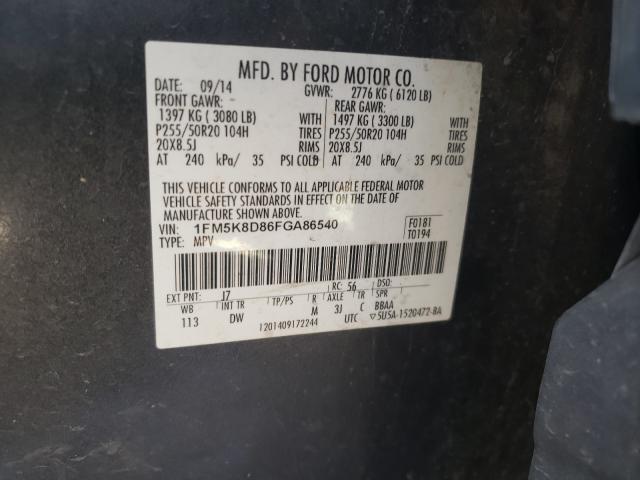 MFD. BY FORD MOTOR CO.
DATE: 09/14 GVWR: 2776 KG ( 6120 LB)
FRONT GAWR: REAR GAWR:
1397 KG ( 3080 LB) 1497 KG ( 3300 LB)
P255/50R20 104H TIRES P255/50R20 104H TIRES
20X8.5J RIMS 20X8.5J RIMS
AT 240 kPa/ 35 PSI COLD AT 240 kPa/ 35 PSI COLD
THIS VEHICLE CONFORMS TO ALL APPLICABLE FEDERAL MOTOR
VEHICLE SAFETY STANDARDS IN EFFECT ON THE DATE OF
MANUFACTURE SHOWN ABOVE.
VIN: 1FM5K8D86FGA86540 F0181
TYPE: MPV T0194
EXT PNT: J7 RC: 56 DSO:
WB INT TR TP/PS R AXLE TR SPR
113 DW M 3J C BBAA
1201409172244 UTC ▽5U5A-1520472-BA